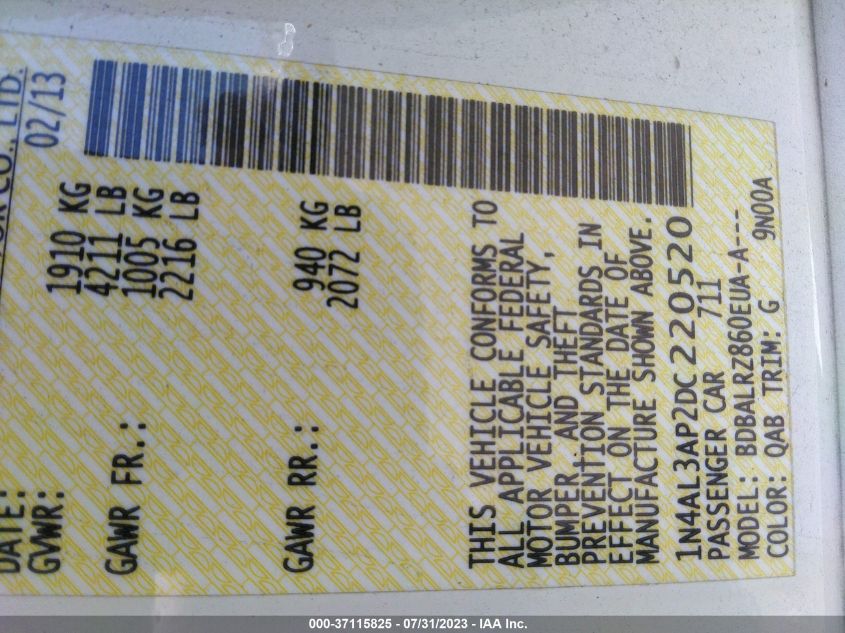 CO., LTD.
DATE: 02/13
GVWR: 1910 KG
4211 LB
GAWR FR.: 1005 KG
2216 LB
GAWR RR.: 940 KG
2072 LB
THIS VEHICLE CONFORMS TO
ALL APPLICABLE FEDERAL
MOTOR VEHICLE SAFETY,
BUMPER, AND THEFT
PREVENTION STANDARDS IN
EFFECT ON THE DATE OF
MANUFACTURE SHOWN ABOVE.
1N4AL3AP2DC220520
PASSENGER CAR 711
MODEL: BDBALRZ860EUA-A---
COLOR: QAB TRIM: G 9N00A
000-37115825 - 07/31/2023 - IAA Inc.